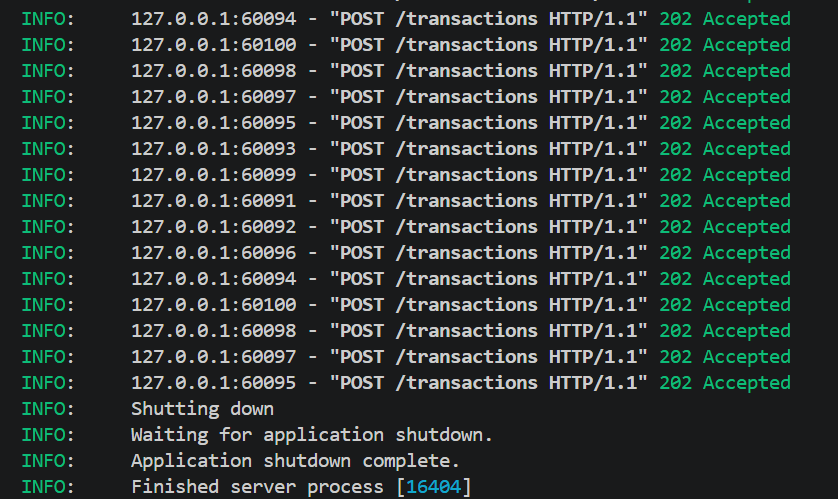 INFO: 127.0.0.1:60094 - "POST /transactions HTTP/1.1" 202 Accepted
INFO: 127.0.0.1:60100 - "POST /transactions HTTP/1.1" 202 Accepted
INFO: 127.0.0.1:60098 - "POST /transactions HTTP/1.1" 202 Accepted
INFO: 127.0.0.1:60097 - "POST /transactions HTTP/1.1" 202 Accepted
INFO: 127.0.0.1:60095 - "POST /transactions HTTP/1.1" 202 Accepted
INFO: 127.0.0.1:60093 - "POST /transactions HTTP/1.1" 202 Accepted
INFO: 127.0.0.1:60099 - "POST /transactions HTTP/1.1" 202 Accepted
INFO: 127.0.0.1:60091 - "POST /transactions HTTP/1.1" 202 Accepted
INFO: 127.0.0.1:60092 - "POST /transactions HTTP/1.1" 202 Accepted
INFO: 127.0.0.1:60096 - "POST /transactions HTTP/1.1" 202 Accepted
INFO: 127.0.0.1:60094 - "POST /transactions HTTP/1.1" 202 Accepted
INFO: 127.0.0.1:60100 - "POST /transactions HTTP/1.1" 202 Accepted
INFO: 127.0.0.1:60098 - "POST /transactions HTTP/1.1" 202 Accepted
INFO: 127.0.0.1:60097 - "POST /transactions HTTP/1.1" 202 Accepted
INFO: 127.0.0.1:60095 - "POST /transactions HTTP/1.1" 202 Accepted
INFO: Shutting down
INFO: Waiting for application shutdown.
INFO: Application shutdown complete.
INFO: Finished server process [16404]